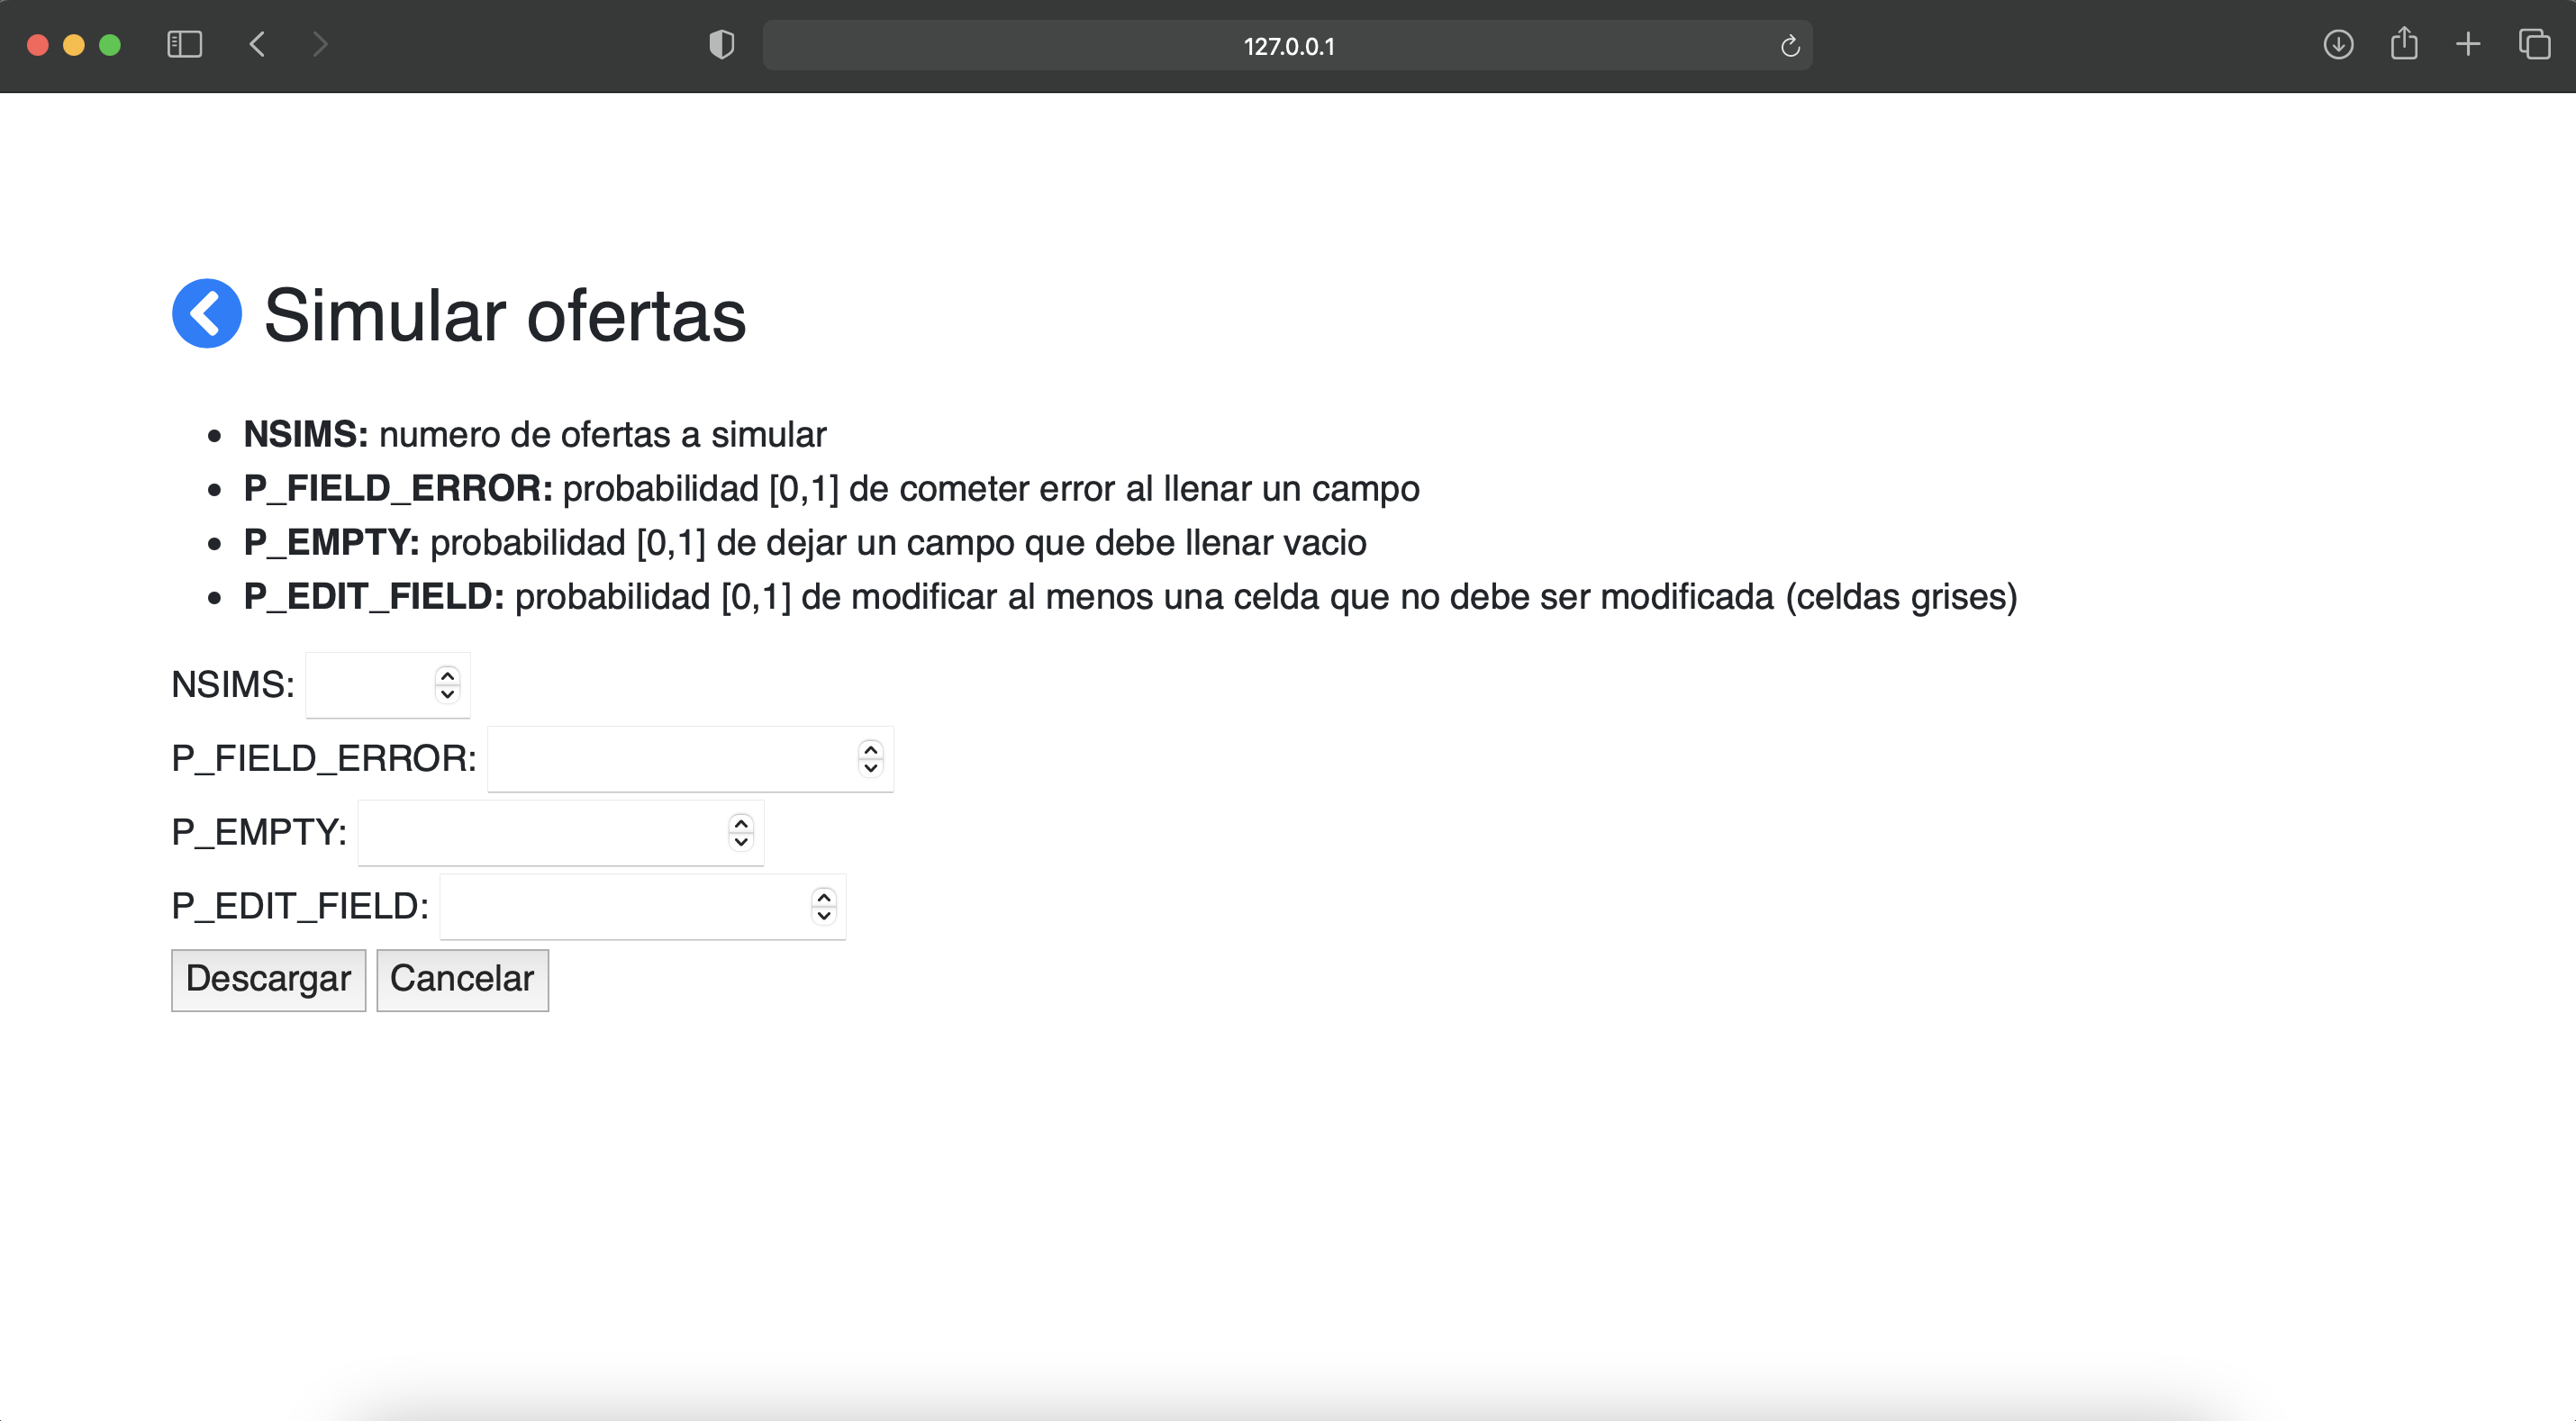 127.0.0.1
Simular ofertas
NSIMS: numero de ofertas a simular
P_FIELD_ERROR: probabilidad [0,1] de cometer error al llenar un campo
P_EMPTY: probabilidad [0,1] de dejar un campo que debe llenar vacio
P_EDIT_FIELD: probabilidad [0,1] de modificar al menos una celda que no debe ser modificada (celdas grises)
NSIMS:
P_FIELD_ERROR:
P_EMPTY:
P_EDIT_FIELD:
Descargar Cancelar